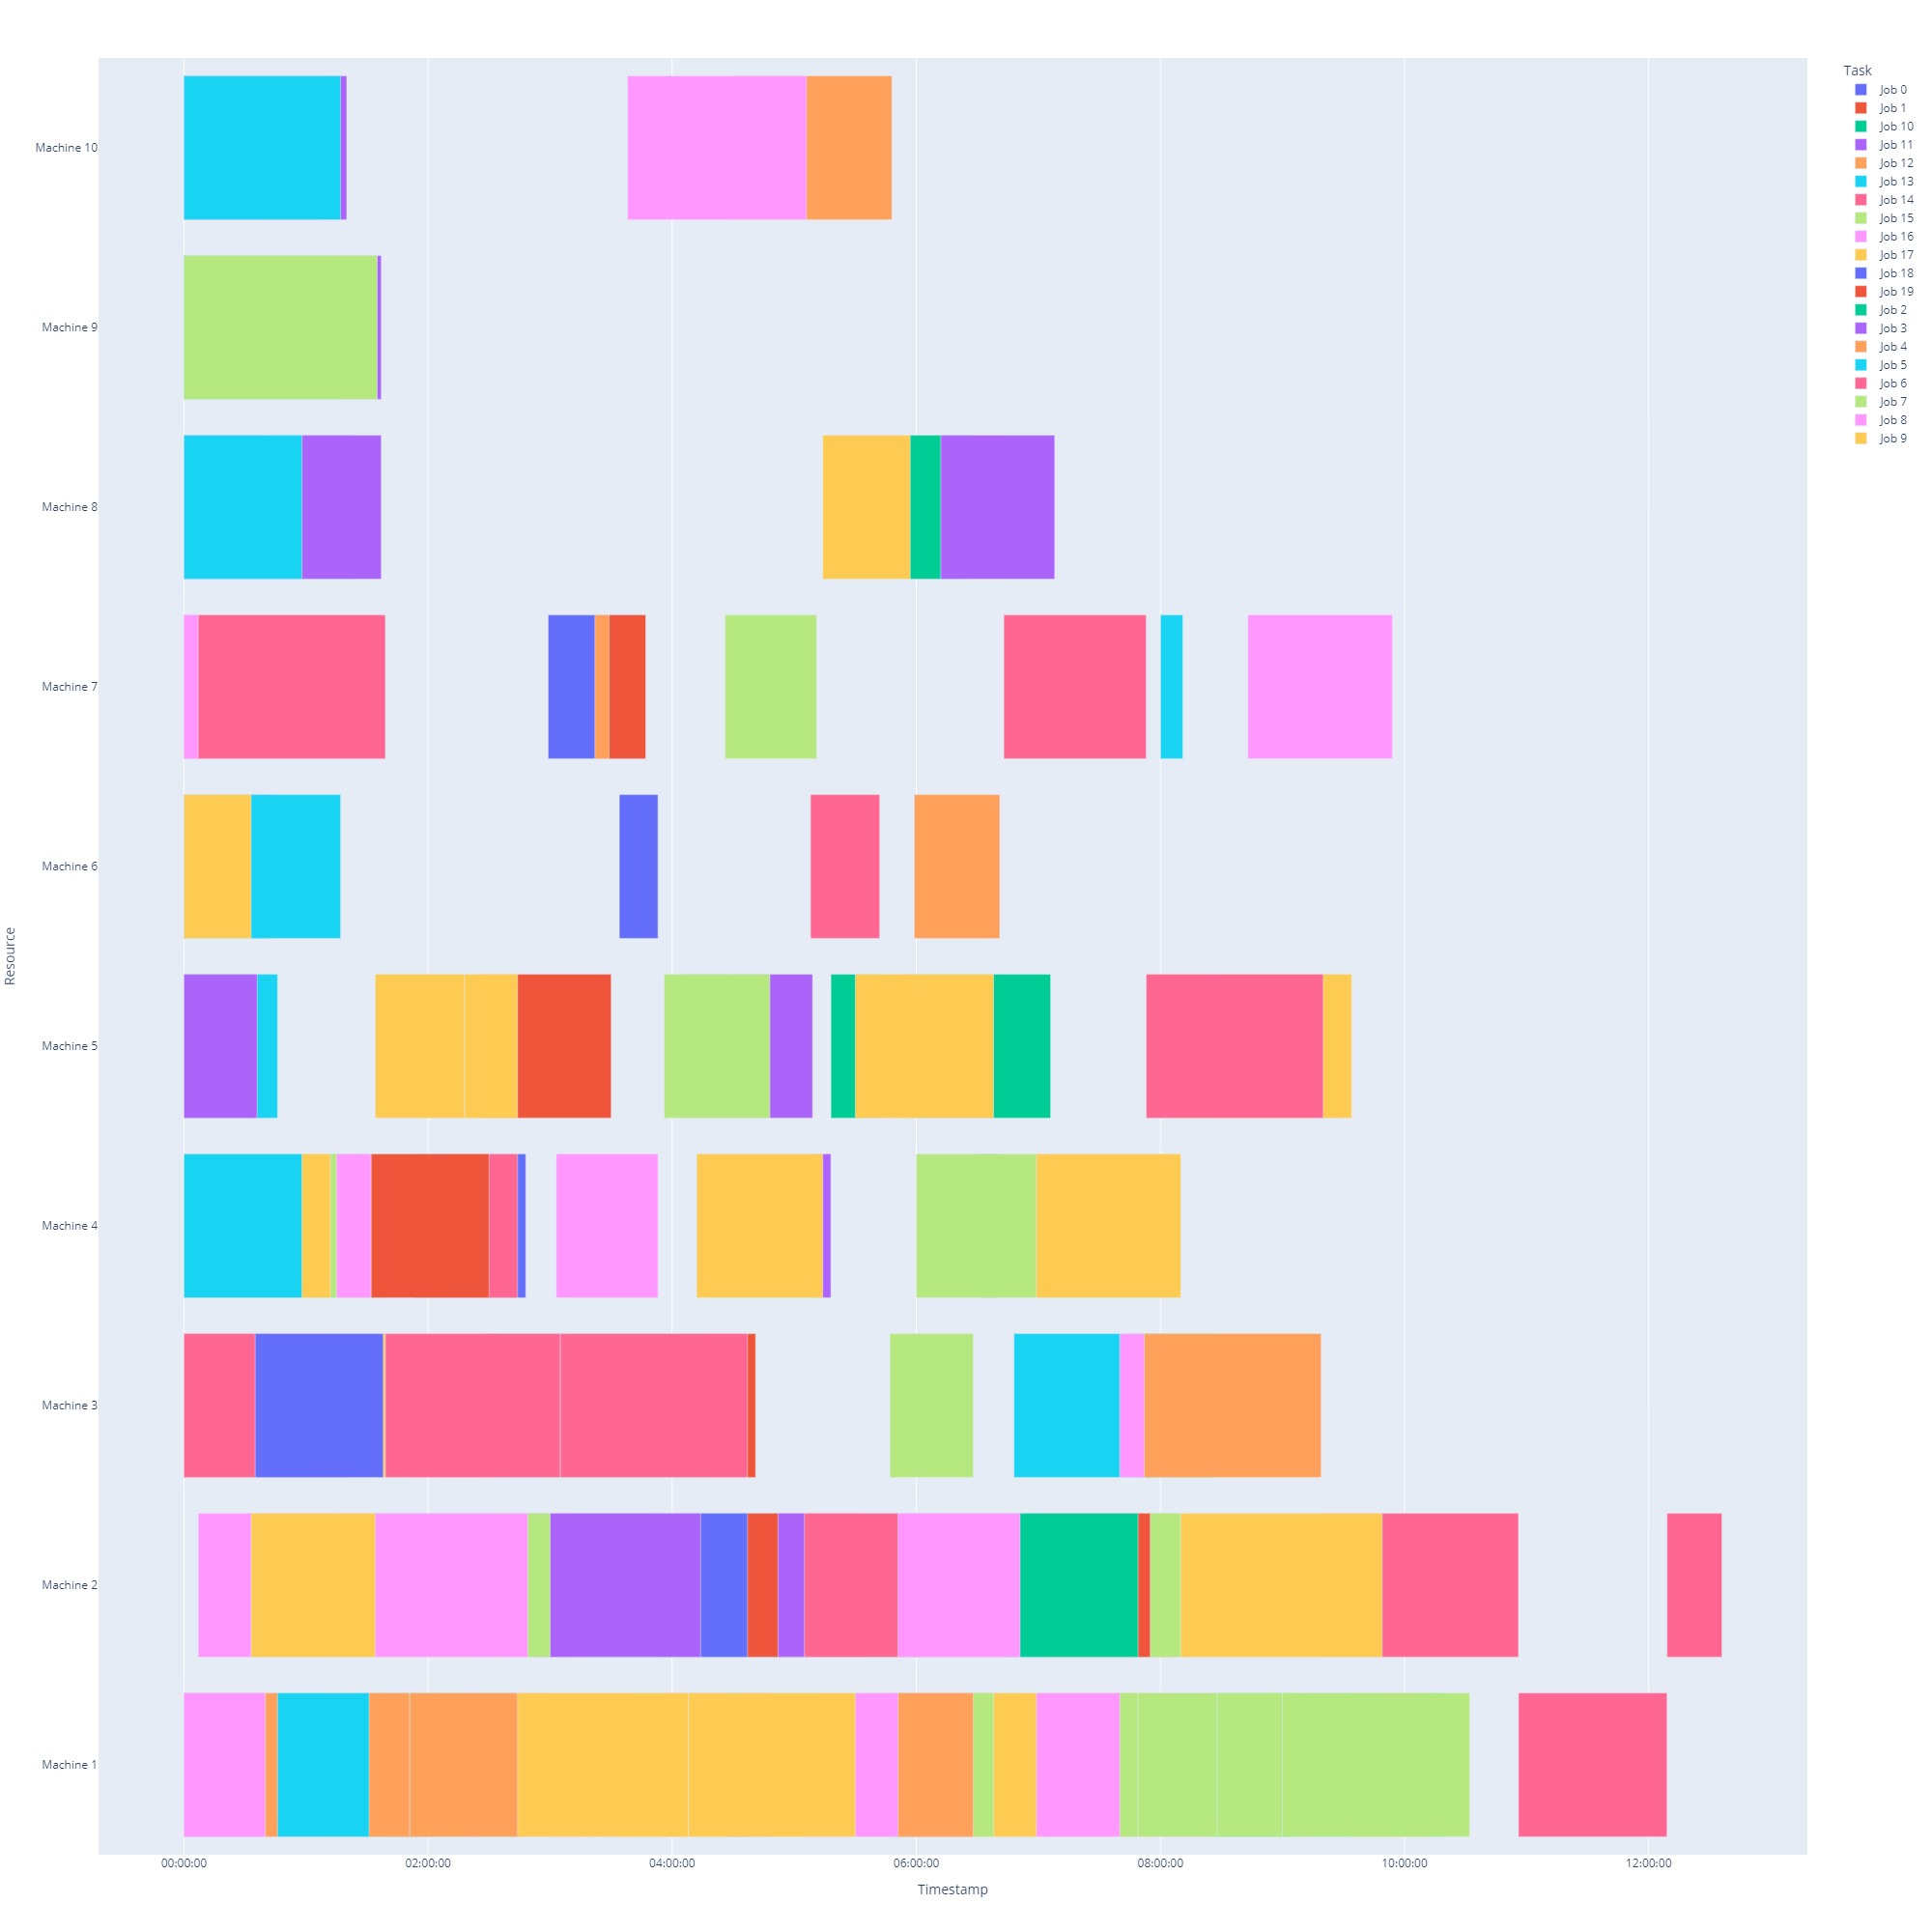 Task
Job 0
Job 1
Job 10
Job 11
Job 12
Job 13
Job 14
Job 15
Job 16
Job 17
Job 18
Job 19
Job 2
Job 3
Job 4
Job 5
Job 6
Job 7
Job 8
Job 9
Machine 10
Machine 9
Machine 8
Machine 7
Machine 6
Machine 5
Machine 4
Machine 3
Machine 2
Machine 1
Resource
00:00:00 02:00:00 04:00:00 06:00:00 08:00:00 10:00:00 12:00:00
Timestamp